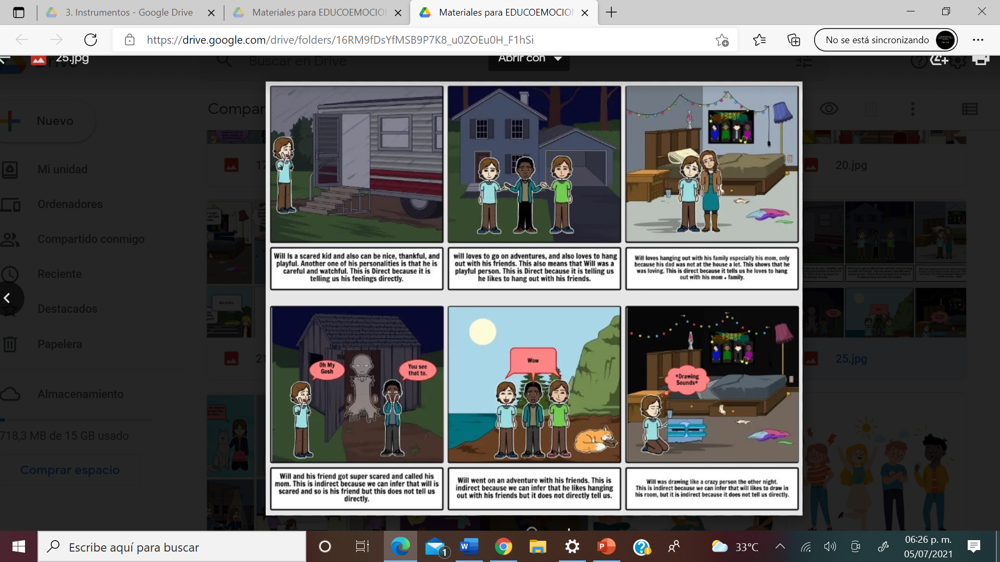 3. Instrumentos - Google Drive
Materiales para EDUCOEMOCIO
Materiales para EDUCOEMOCIO
https://drive.google.com/drive/folders/16RM9fDsYfMSB9P7K8_u0ZOEu0H_F1hSi
No se está sincronizando
25.jpg
Drive
Buscar en Drive
Abrir con
Nuevo
Compar
Mi unidad
Ordenadores
Compartido conmigo
Reciente
Destacados
Papelera
Almacenamiento
718,3 MB de 15 GB usado
Comprar espacio
20.jpg
25.jpg
Will Is a scared kid and also can be nice, thankful, and
playful. Another one of his personalities is that he is
careful and watchful. This is Direct because it is
telling us his feelings directly.
will loves to go on adventures, and also loves to hang
out with his friends. This also means that Will was a
playful person. This is Direct because it is telling us
he likes to hang out with his friends.
Will loves hanging out with his family especially his mom, only
because his dad was not at the house a lot. This shows that he
was loving. This is direct because it tells us he loves to hang
out with his mom + family.
Oh My
Gosh
You see
that to.
Wow
*Drawing
Sounds*
Will and his friend got super scared and called his
mom. This is indirect because we can infer that will is
scared and so is his friend but this does not tell us
directly.
Will went on an adventure with his friends. This is
indirect because we can infer that he likes hanging
out with his friends but it does not directly tell us.
Will was drawing like a crazy person the other night.
This is indirect because we can infer that will likes to draw in
his room, but it is indirect because it does not tell us directly.
Escribe aquí para buscar
1
33°C
06:26 p. m.
05/07/2021